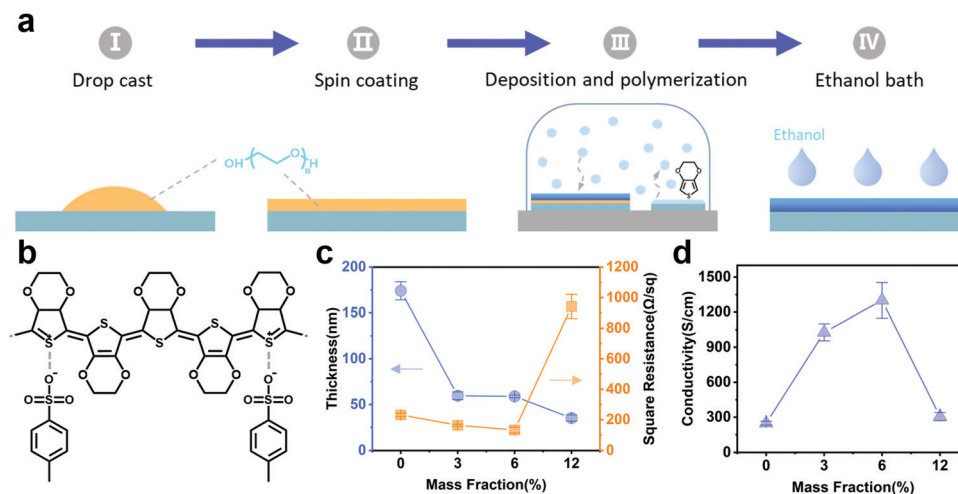 a
I
II
III
IV
Drop cast
Spin coating
Deposition and polymerization
Ethanol bath
OH
O
n
H
O O
S
Ethanol
b
O O
O O
O O
S
S
S
S+
S+
O O
O O
O-
O-
O=S=O
O=S=O
c
Thickness(nm)
200
150
100
50
0
1200
1000
800
600
400
200
0
Square Resistance(Ω/sq)
0 3 6 12
Mass Fraction(%)
d
Conductivity(S/cm)
1500
1200
900
600
300
0
0 3 6 12
Mass Fraction(%)